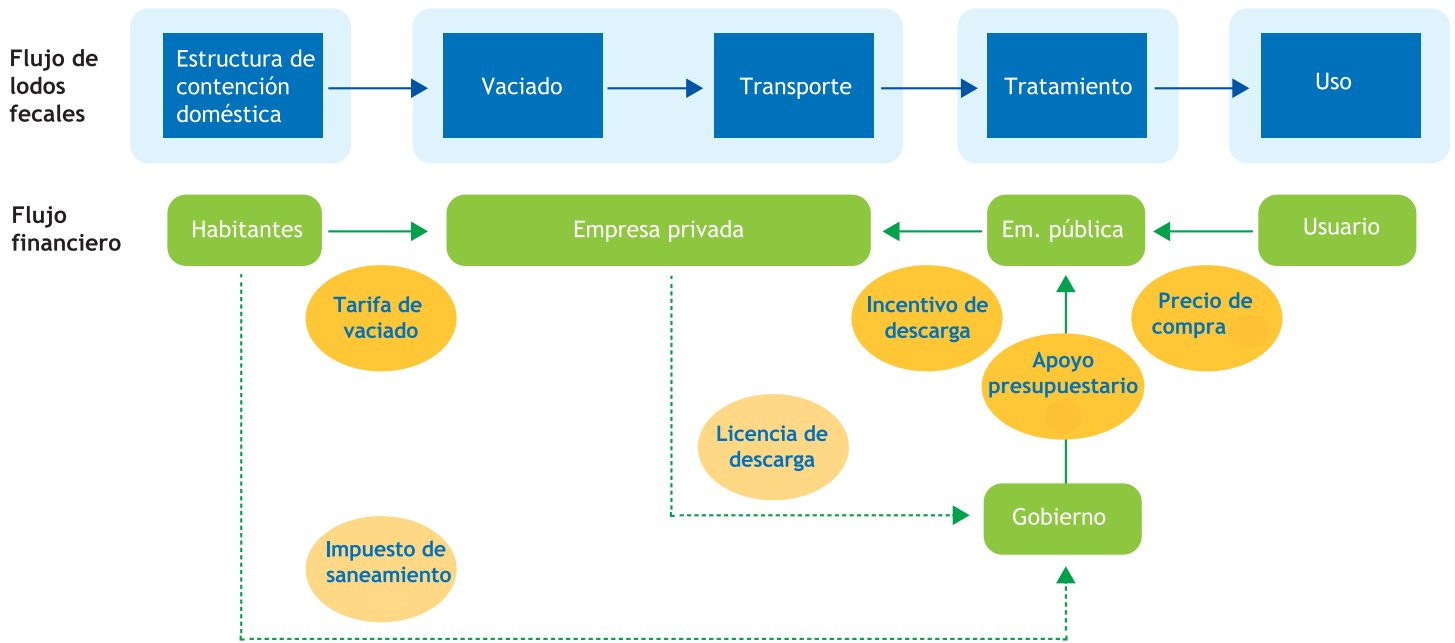 Flujo de
lodos
fecales
Estructura de
contención
doméstica
Vaciado
Transporte
Tratamiento
Uso
Flujo
financiero
Habitantes
Empresa privada
Em. pública
Usuario
Tarifa de
vaciado
Incentivo de
descarga
Precio de
compra
Apoyo
presupuestario
Licencia de
descarga
Gobierno
Impuesto de
saneamiento